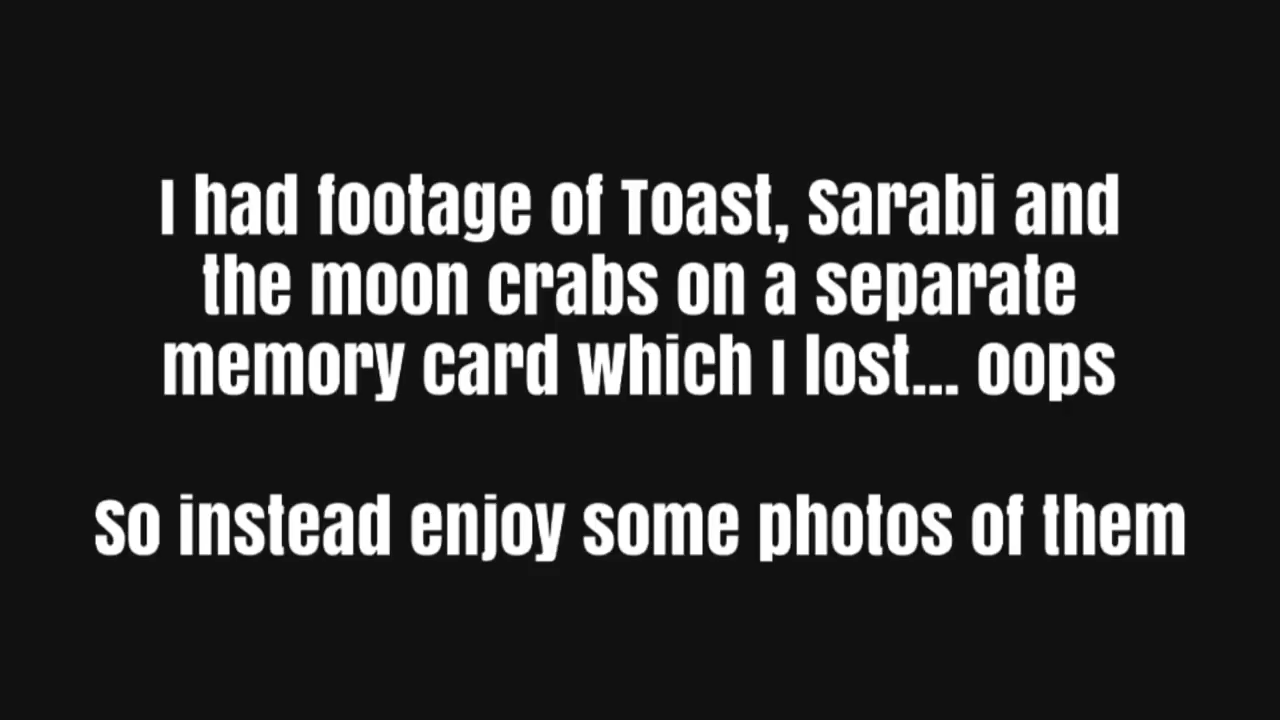 I had footage of Toast, Sarabi and
the moon crabs on a separate
memory card which I lost... oops
So instead enjoy some photos of them